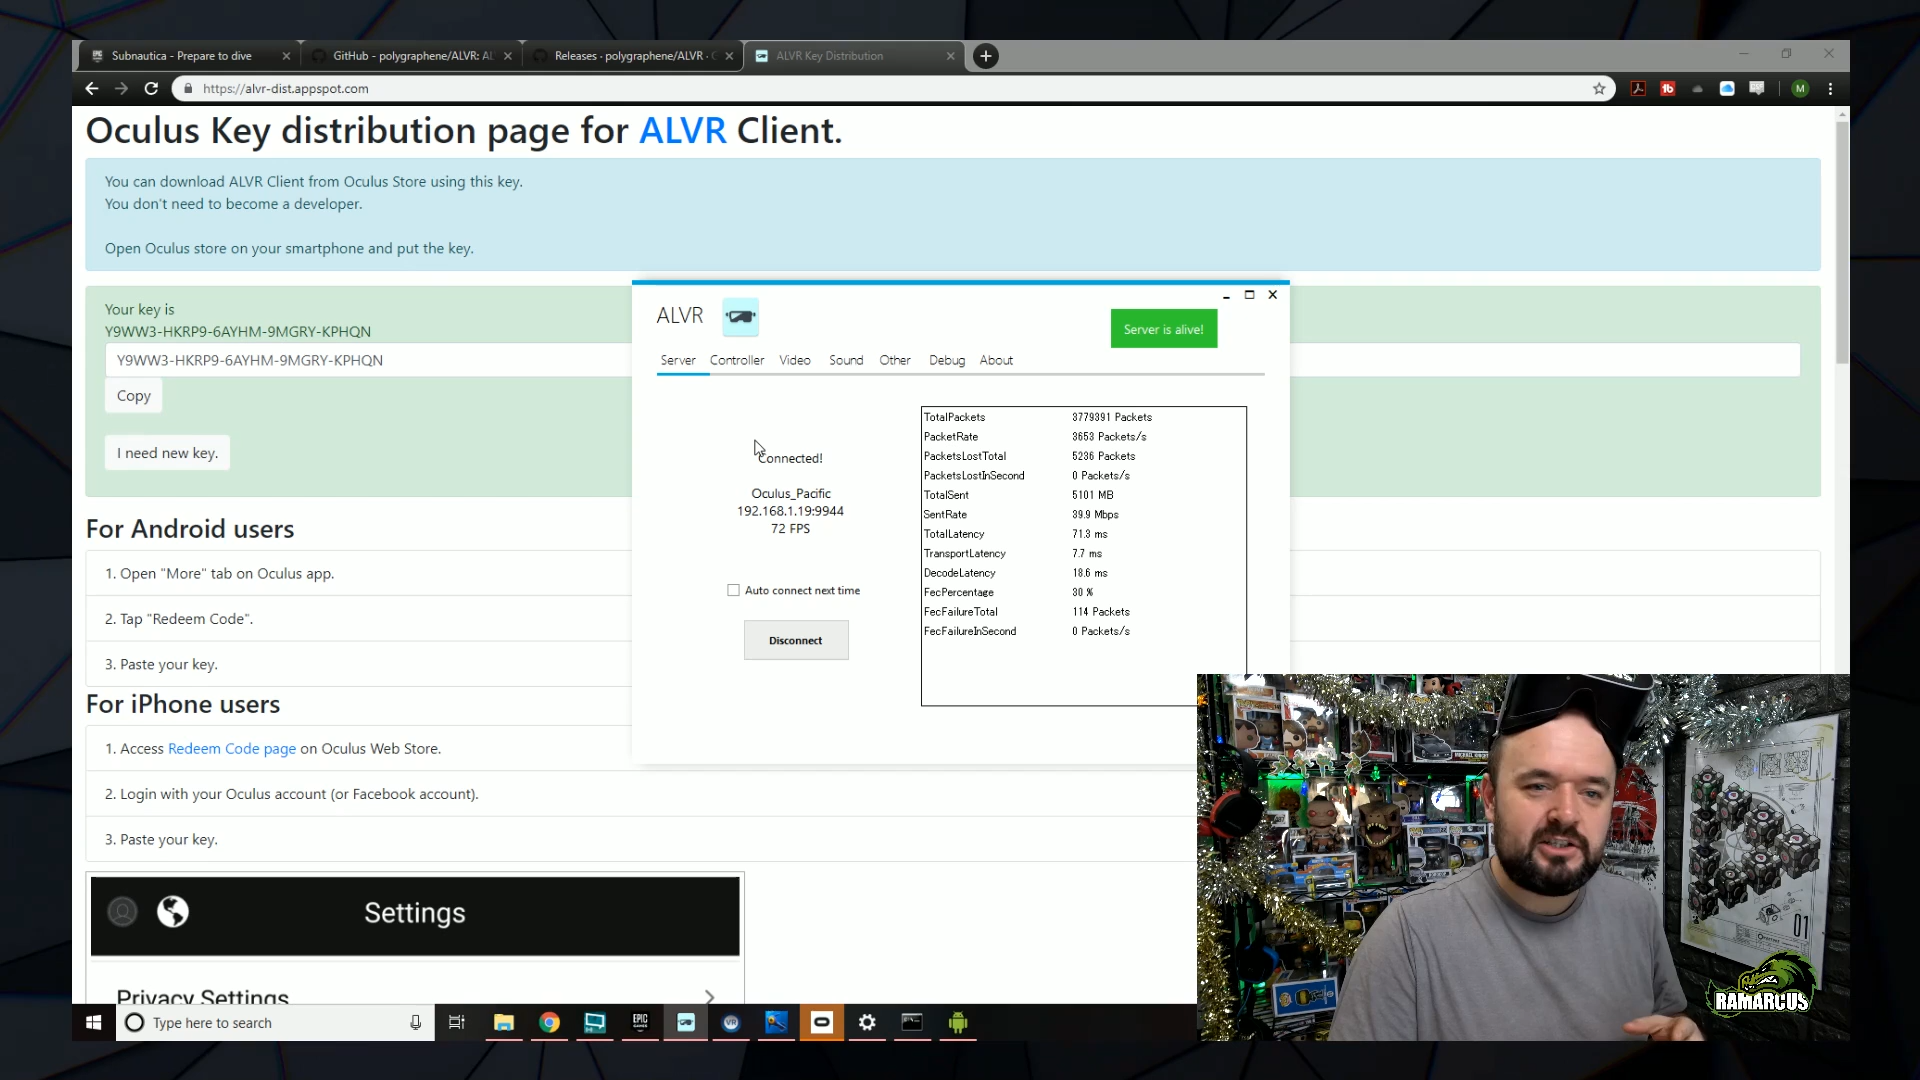 Subnautica - Prepare to dive
GitHub - polygraphene/ALVR: AL
Releases · polygraphene/ALVR ·
ALVR Key Distribution
https://alvr-dist.appspot.com
Oculus Key distribution page for ALVR Client.
You can download ALVR Client from Oculus Store using this key.
You don't need to become a developer.
Open Oculus store on your smartphone and put the key.
Your key is
Y9WW3-HKRP9-6AYHM-9MGRY-KPHQN
Y9WW3-HKRP9-6AYHM-9MGRY-KPHQN
Copy
I need new key.
For Android users
1. Open "More" tab on Oculus app.
2. Tap "Redeem Code".
3. Paste your key.
For iPhone users
1. Access Redeem Code page on Oculus Web Store.
2. Login with your Oculus account (or Facebook account).
3. Paste your key.
Settings
Privacy Settings
ALVR
Server is alive!
Server Controller Video Sound Other Debug About
Connected!
Oculus_Pacific
192.168.1.19:9944
72 FPS
Auto connect next time
Disconnect
TotalPackets 3779391 Packets
PacketRate 3653 Packets/s
PacketsLostTotal 5236 Packets
PacketsLostInSecond 0 Packets/s
TotalSent 5101 MB
SentRate 39.9 Mbps
TotalLatency 71.3 ms
TransportLatency 7.7 ms
DecodeLatency 18.6 ms
FecPercentage 30 %
FecFailureTotal 114 Packets
FecFailureInSecond 0 Packets/s
01
RAMARCUS
Type here to search
EPIC
VR